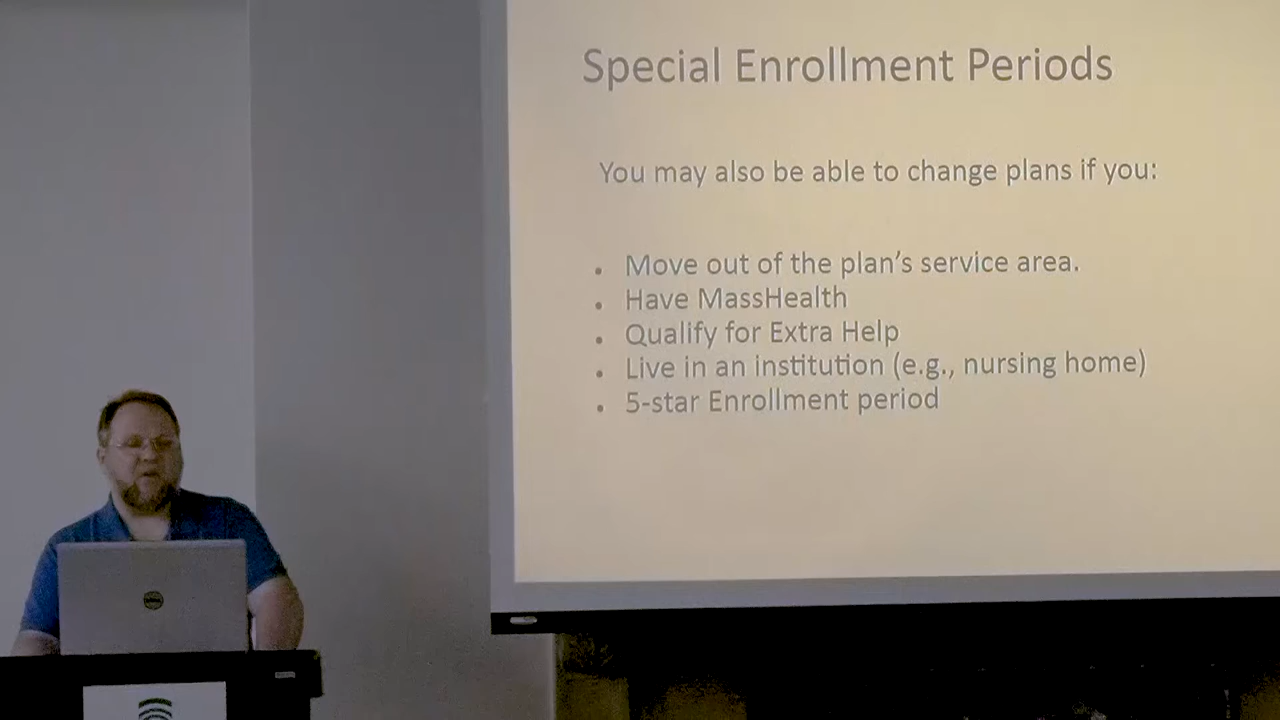 Special Enrollment Periods
You may also be able to change plans if you:
• Move out of the plan's service area.
• Have MassHealth
• Qualify for Extra Help
• Live in an institution (e.g., nursing home)
• 5-star Enrollment period